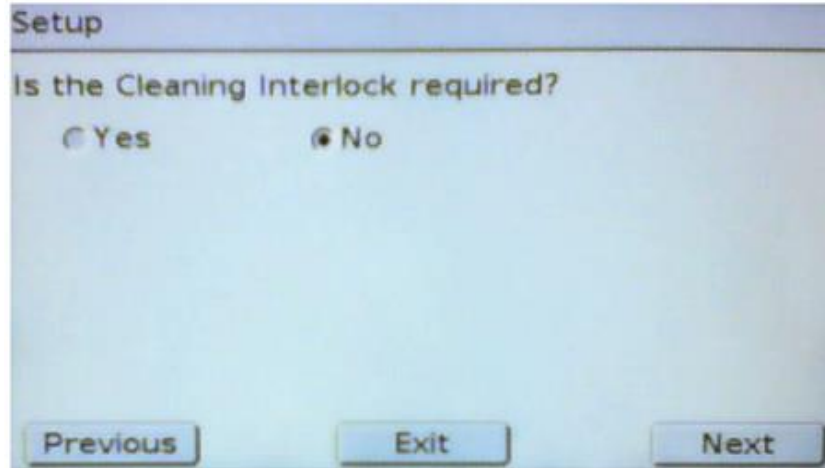 Setup
Is the Cleaning Interlock required?
Yes No
Previous Exit Next